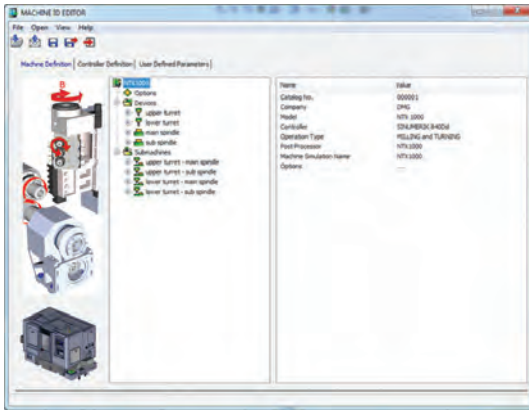 MACHINE ID EDITOR
File Open View Help
Machine Definition Controller Definition User Defined Parameters
B
NTX1000
Options
Devices
upper turret
lower turret
main spindle
sub spindle
Submachines
upper turret - main spindle
upper turret - sub spindle
lower turret - main spindle
lower turret - sub spindle
Name Value
Catalog No. 000001
Company DMG
Model NTX 1000
Controller SINUMERIK 840Dsl
Operation Type MILLING and TURNING
Post Processor NTX1000
Machine Simulation Name NTX1000
Options ...